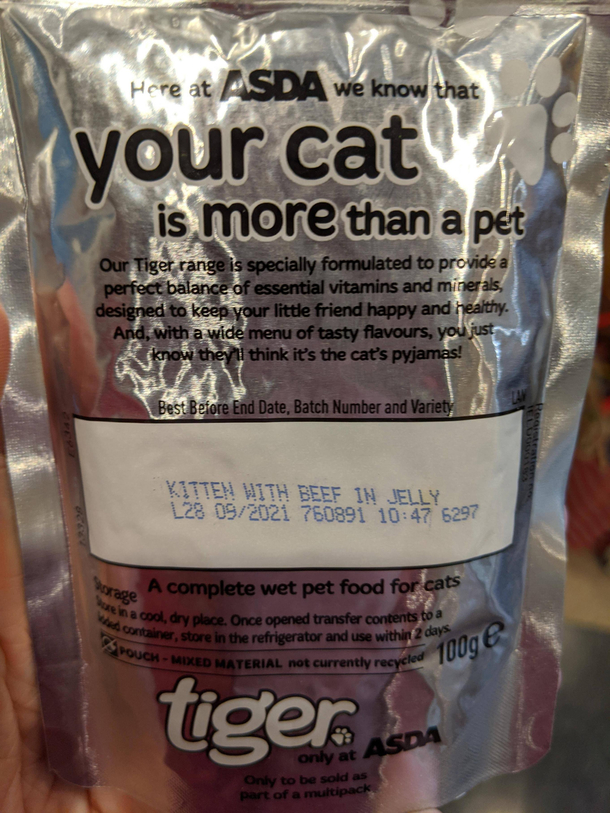 Here at ASDA we know that
your cat
is more than a pet
Our Tiger range is specially formulated to provide a
perfect balance of essential vitamins and minerals,
designed to keep your little friend happy and healthy.
And, with a wide menu of tasty flavours, you just
know they'll think it's the cat's pyjamas!
Best Before End Date, Batch Number and Variety
KITTEN WITH BEEF IN JELLY
L28 09/2021 760891 10:47 6297
Storage A complete wet pet food for cats
Store in a cool, dry place. Once opened transfer contents to a
container, store in the refrigerator and use within 2 days.
POUCH - MIXED MATERIAL not currently recycled 100g e
tiger
only at ASDA
Only to be sold as
part of a multipack